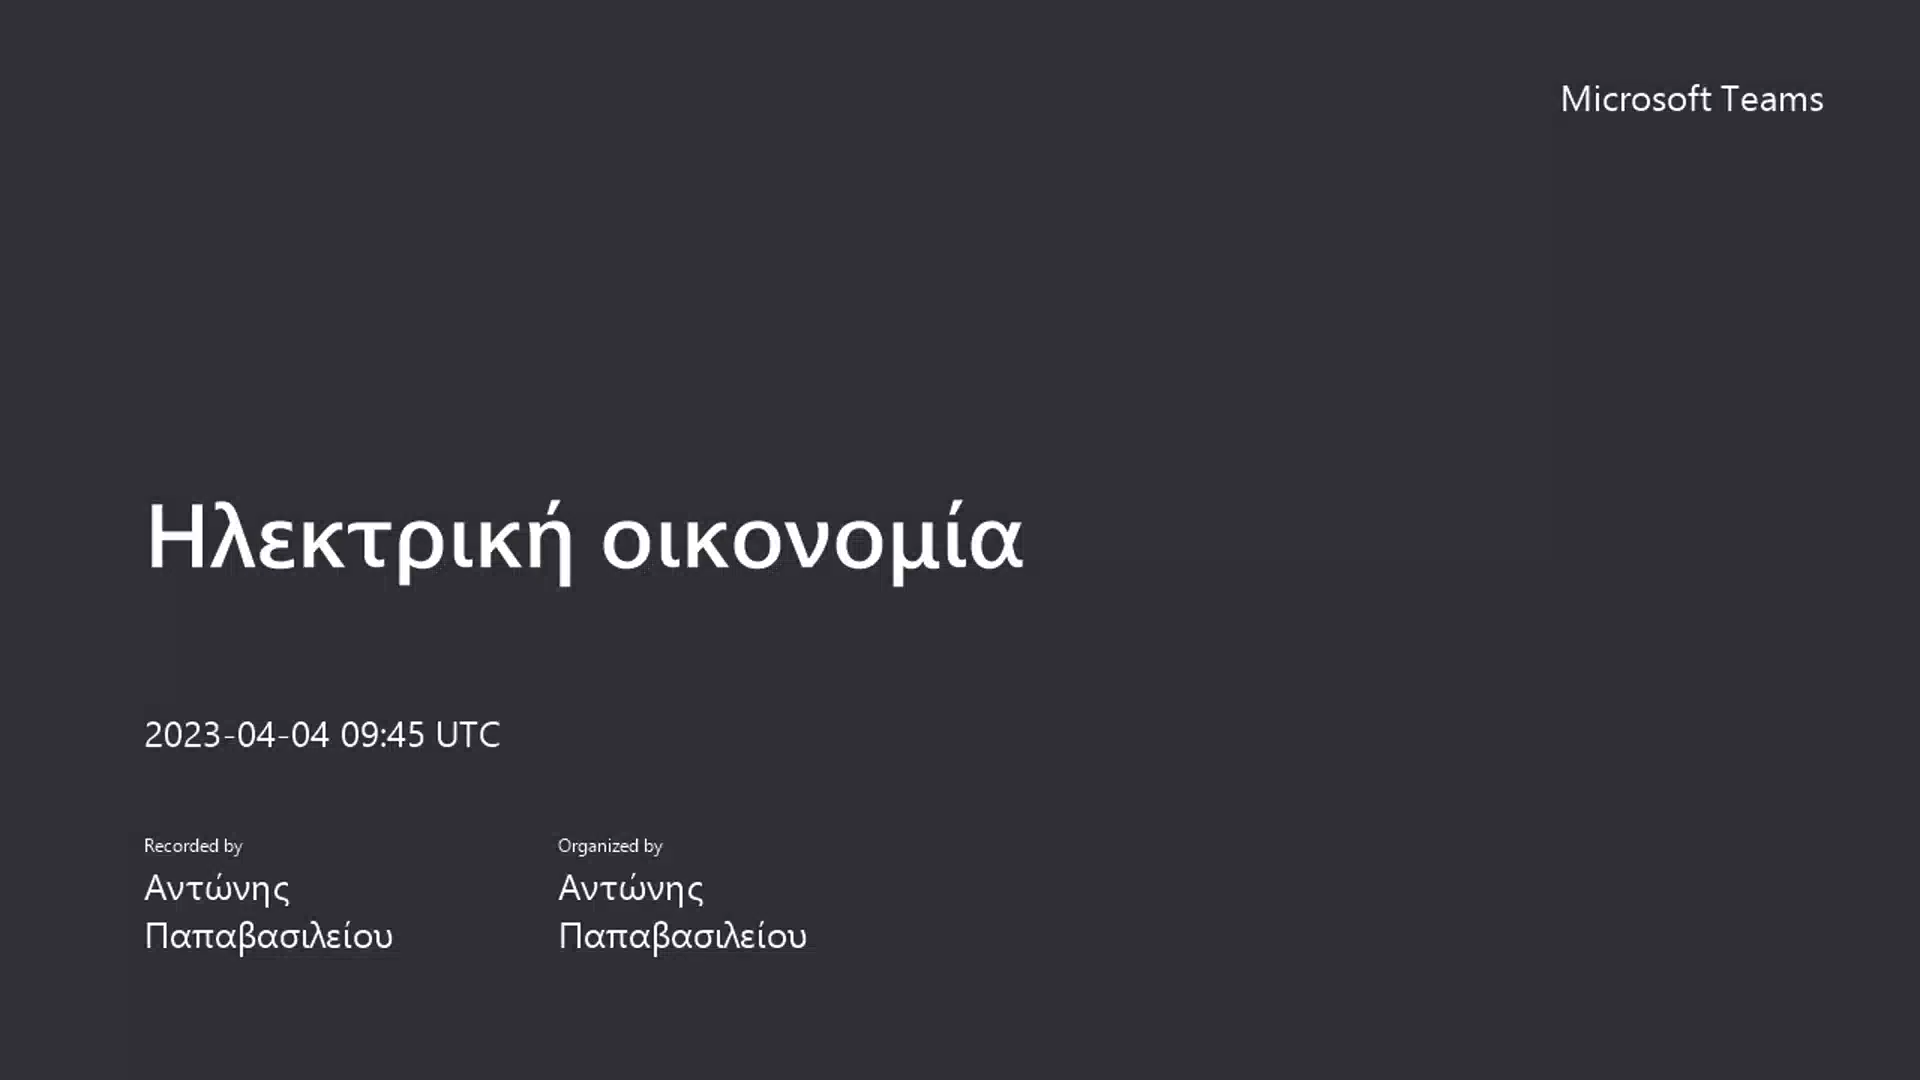 Microsoft Teams
Ηλεκτρική οικονομία
2023-04-04 09:45 UTC
Recorded by
Αντώνης
Παπαβασιλείου
Organized by
Αντώνης
Παπαβασιλείου